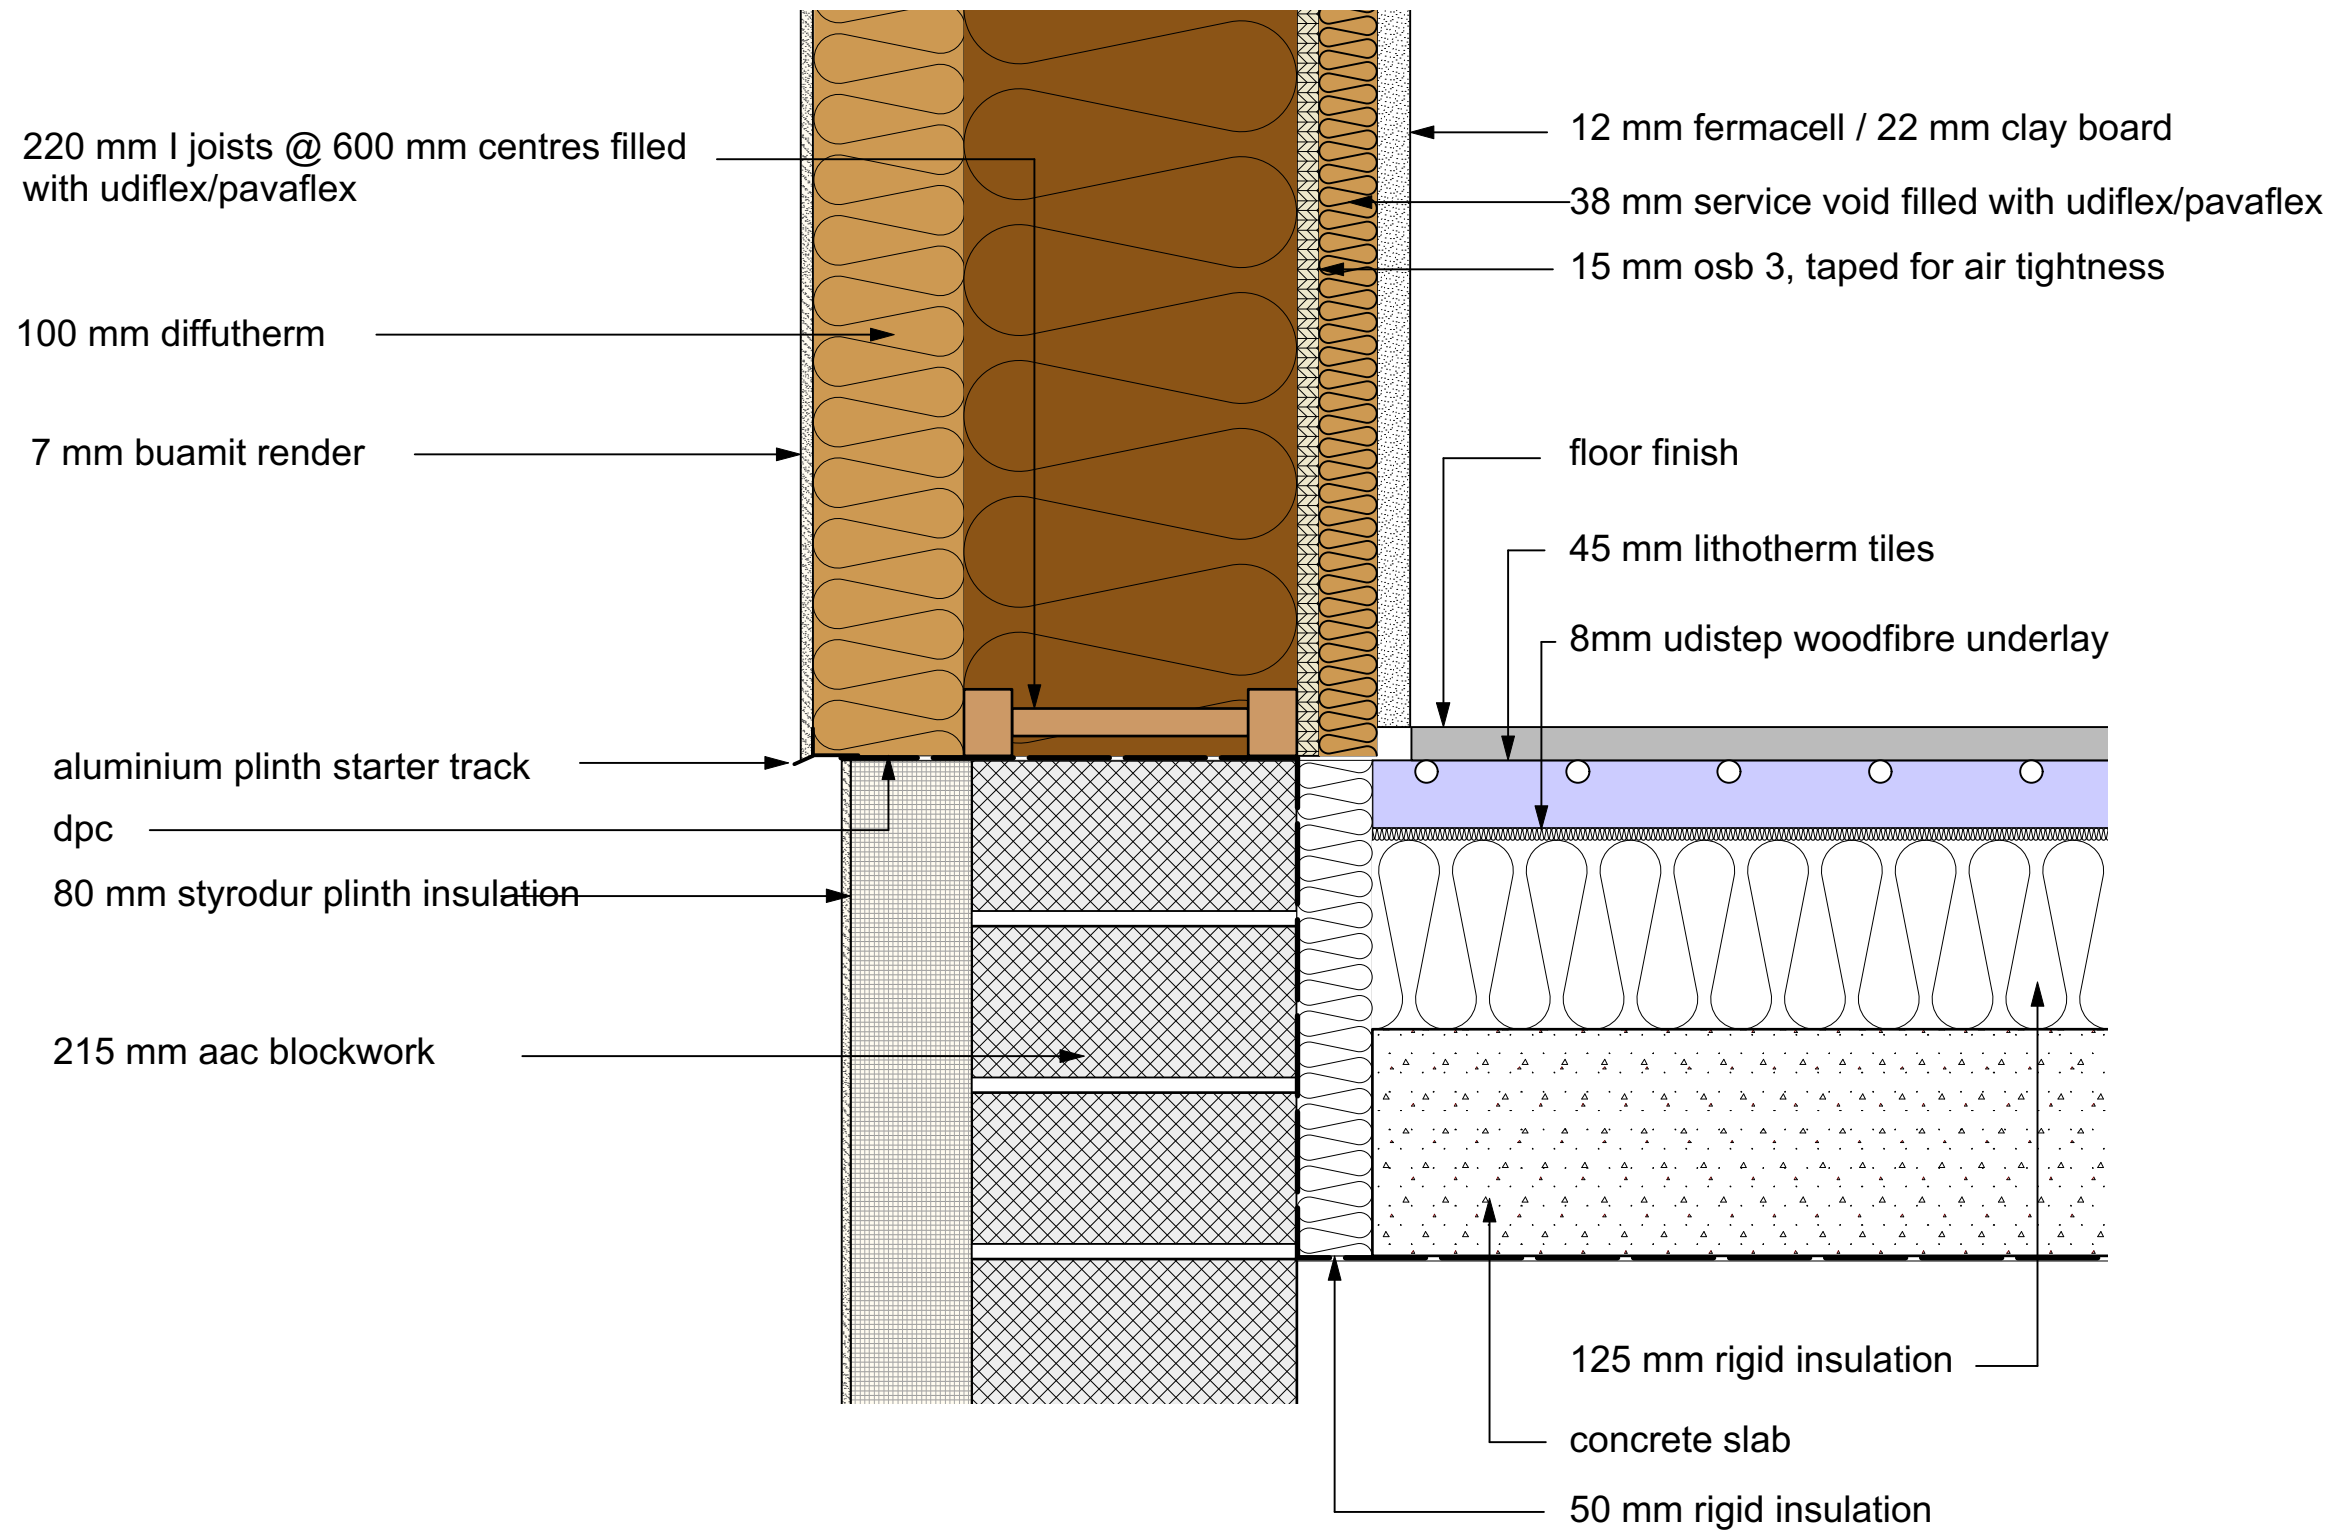 220 mm I joists @ 600 mm centres filled
with udiflex/pavaflex
100 mm diffutherm
7 mm buamit render
aluminium plinth starter track
dpc
80 mm styrodur plinth insulation
215 mm aac blockwork
12 mm fermacell / 22 mm clay board
38 mm service void filled with udiflex/pavaflex
15 mm osb 3, taped for air tightness
floor finish
45 mm lithotherm tiles
8mm udistep woodfibre underlay
125 mm rigid insulation
concrete slab
50 mm rigid insulation